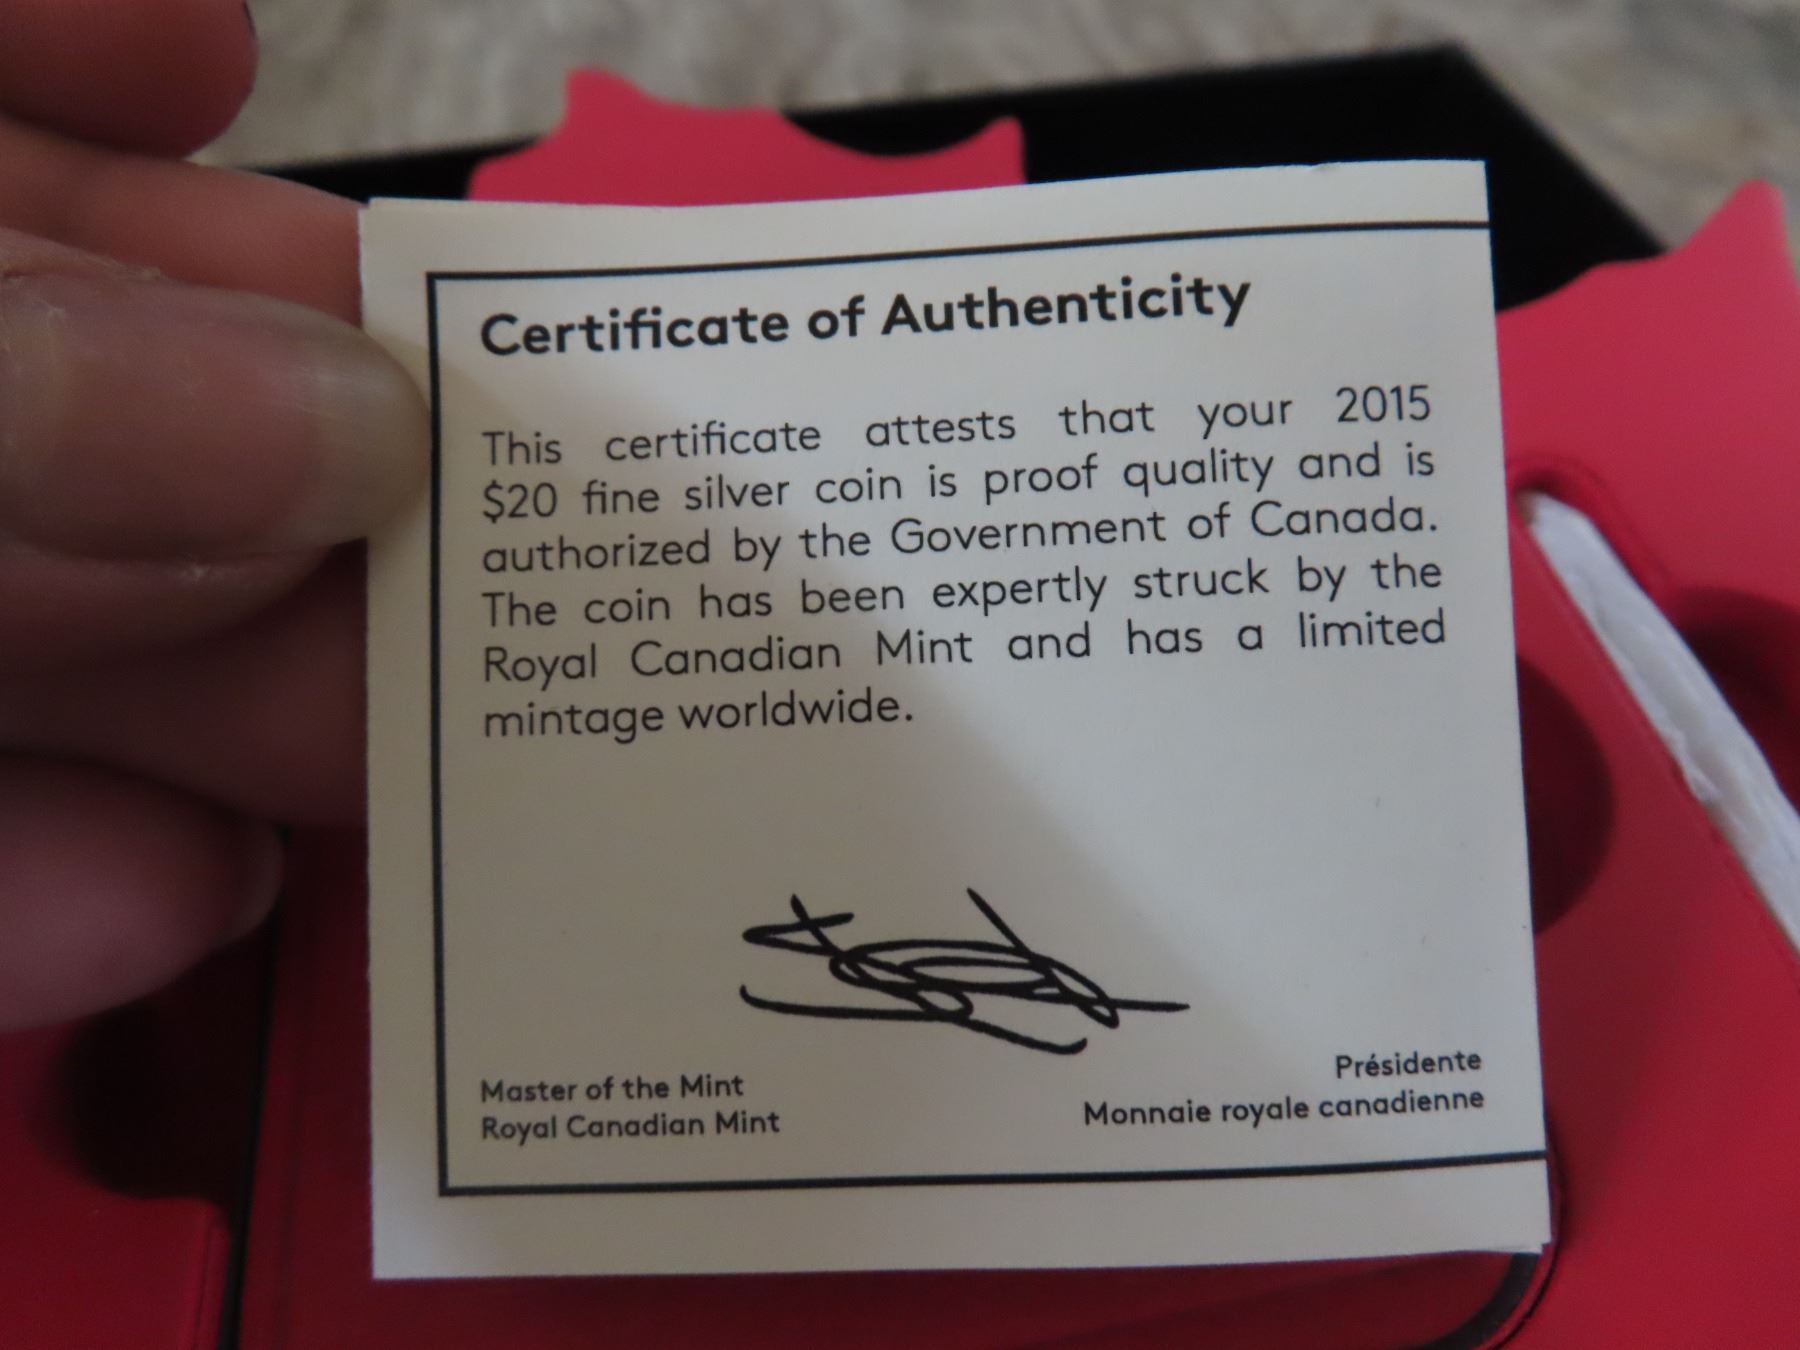 Certificate of Authenticity
This certificate attests that your 2015
$20 fine silver coin is proof quality and is
authorized by the Government of Canada.
The coin has been expertly struck by the
Royal Canadian Mint and has a limited
mintage worldwide.
Master of the Mint
Royal Canadian Mint
Présidente
Monnaie royale canadienne